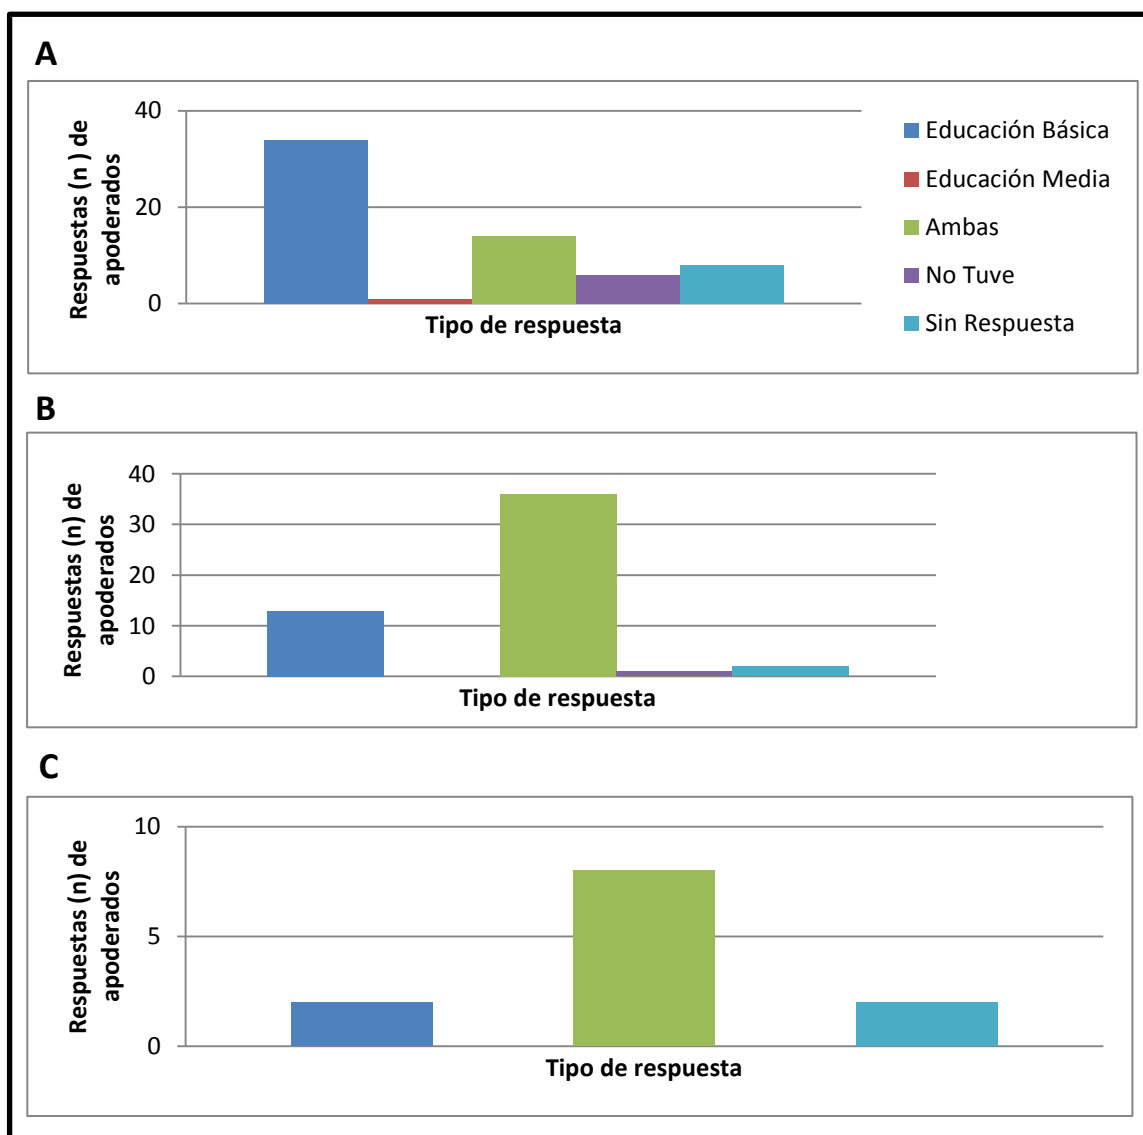 A
Respuestas (n ) de
apoderados
40
20
0
Tipo de respuesta
Educación Básica
Educación Media
Ambas
No Tuve
Sin Respuesta
B
Respuestas (n) de
apoderados
40
30
20
10
0
Tipo de respuesta
C
Respuestas (n) de
apoderados
10
5
0
Tipo de respuesta